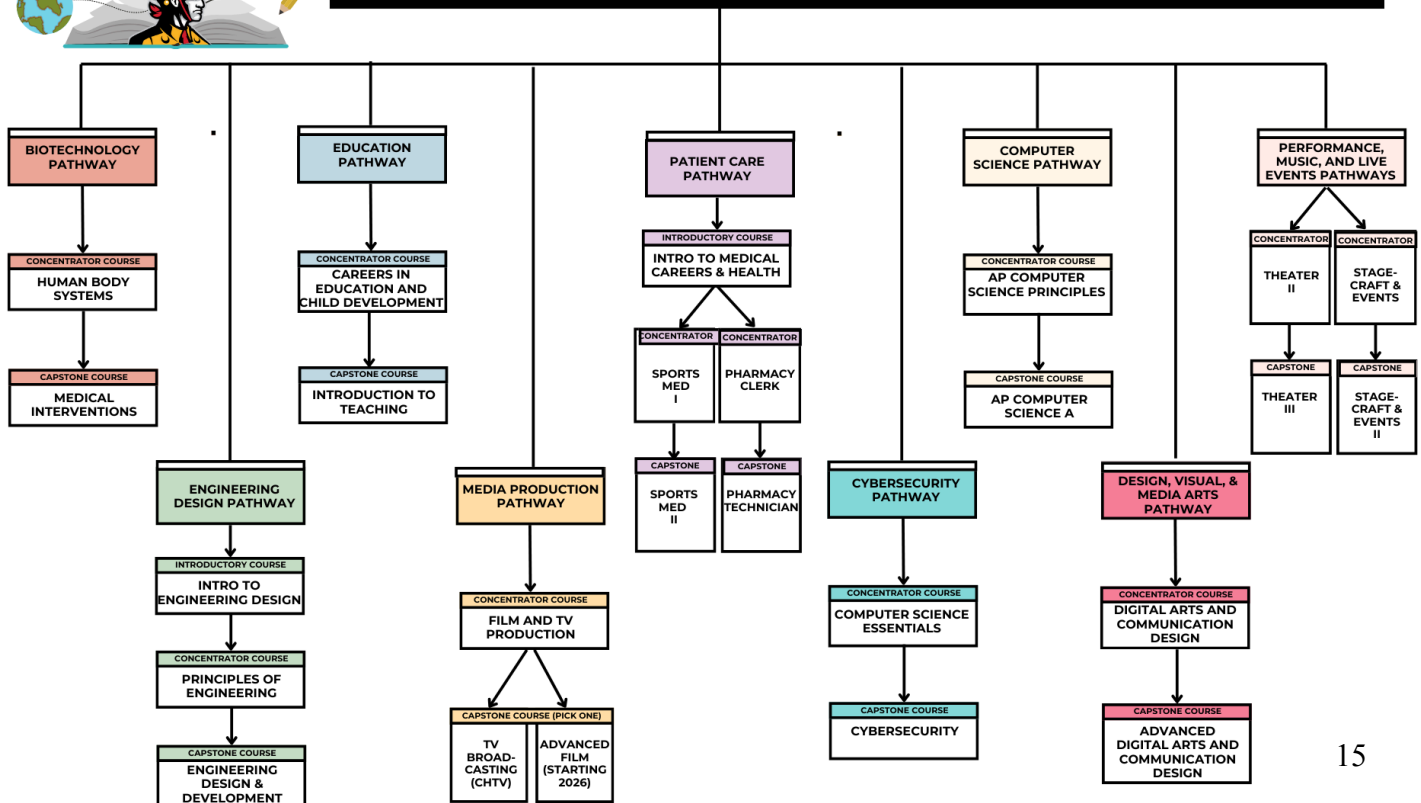 BIOTECHNOLOGY
PATHWAY
CONCENTRATOR COURSE
HUMAN BODY
SYSTEMS
CAPSTONE COURSE
MEDICAL
INTERVENTIONS
ENGINEERING
DESIGN PATHWAY
INTRODUCTORY COURSE
INTRO TO
ENGINEERING DESIGN
CONCENTRATOR COURSE
PRINCIPLES OF
ENGINEERING
CAPSTONE COURSE
ENGINEERING
DESIGN &
DEVELOPMENT
EDUCATION
PATHWAY
CONCENTRATOR COURSE
CAREERS IN
EDUCATION AND
CHILD DEVELOPMENT
CAPSTONE COURSE
INTRODUCTION TO
TEACHING
MEDIA PRODUCTION
PATHWAY
CONCENTRATOR COURSE
FILM AND TV
PRODUCTION
CAPSTONE COURSE (PICK ONE)
TV
BROAD-
CASTING
(CHTV)
ADVANCED
FILM
(STARTING
2026)
PATIENT CARE
PATHWAY
INTRODUCTORY COURSE
INTRO TO MEDICAL
CAREERS & HEALTH
CONCENTRATOR
SPORTS
MED
I
CAPSTONE
SPORTS
MED
II
CONCENTRATOR
PHARMACY
CLERK
CAPSTONE
PHARMACY
TECHNICIAN
CYBERSECURITY
PATHWAY
CONCENTRATOR COURSE
COMPUTER SCIENCE
ESSENTIALS
CAPSTONE COURSE
CYBERSECURITY
COMPUTER
SCIENCE PATHWAY
CONCENTRATOR COURSE
AP COMPUTER
SCIENCE PRINCIPLES
CAPSTONE COURSE
AP COMPUTER
SCIENCE A
DESIGN, VISUAL, &
MEDIA ARTS
PATHWAY
CONCENTRATOR COURSE
DIGITAL ARTS AND
COMMUNICATION
DESIGN
CAPSTONE COURSE
ADVANCED
DIGITAL ARTS AND
COMMUNICATION
DESIGN
PERFORMANCE,
MUSIC, AND LIVE
EVENTS PATHWAYS
CONCENTRATOR
THEATER
II
CAPSTONE
THEATER
III
CONCENTRATOR
STAGE-
CRAFT &
EVENTS
CAPSTONE
STAGE-
CRAFT &
EVENTS
II
15